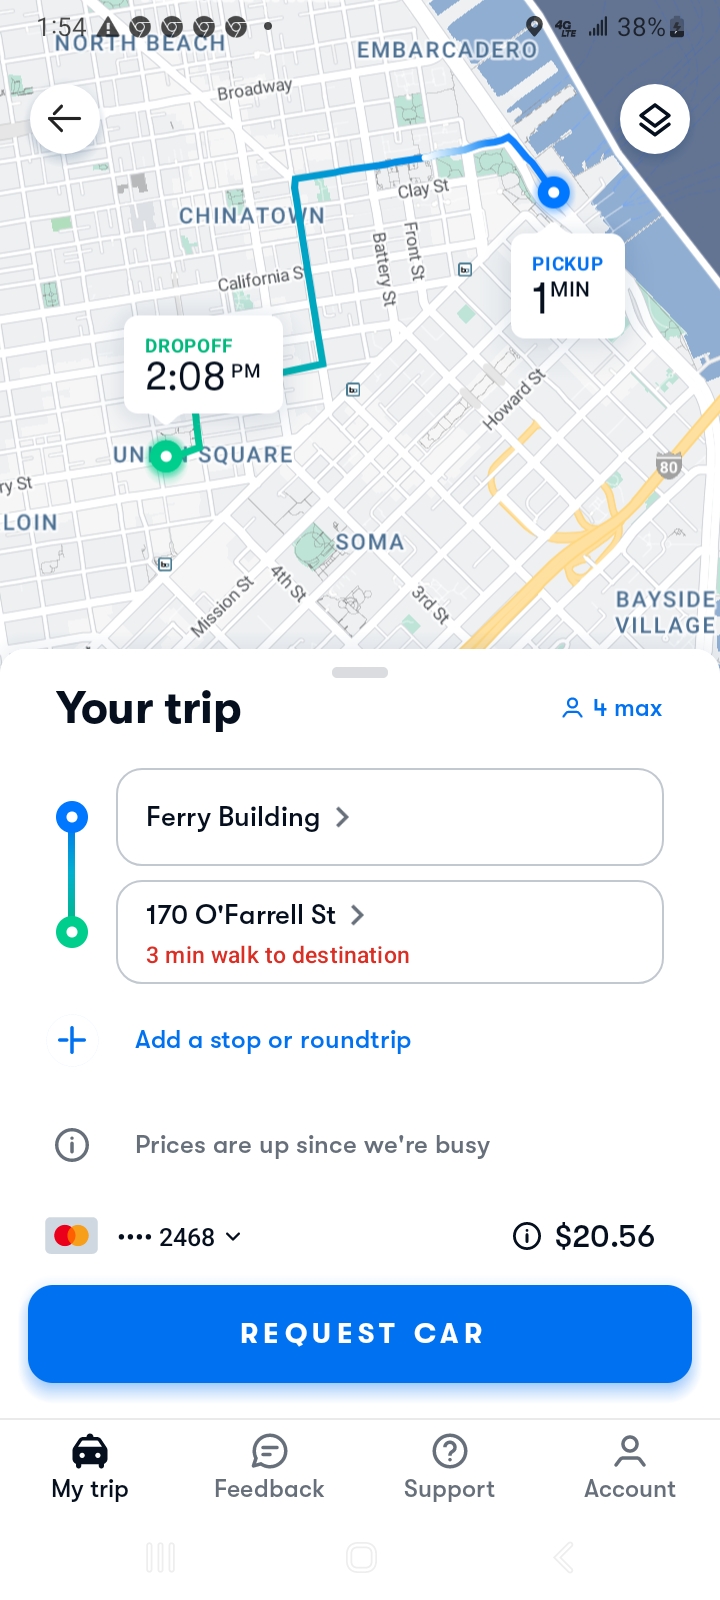 1:54
4G LTE
38%
NORTH BEACH
EMBARCADERO
Broadway
Clay St
CHINATOWN
Front St
Battery St
California S
PICKUP
1 MIN
DROPOFF
2:08 PM
Howard St
80
UN SQUARE
ry St
LOIN
SOMA
4th St
Mission St
3rd St
BAYSIDE
VILLAGE
Your trip
4 max
Ferry Building
170 O'Farrell St
3 min walk to destination
Add a stop or roundtrip
Prices are up since we're busy
•••• 2468
$20.56
REQUEST CAR
My trip
Feedback
Support
Account